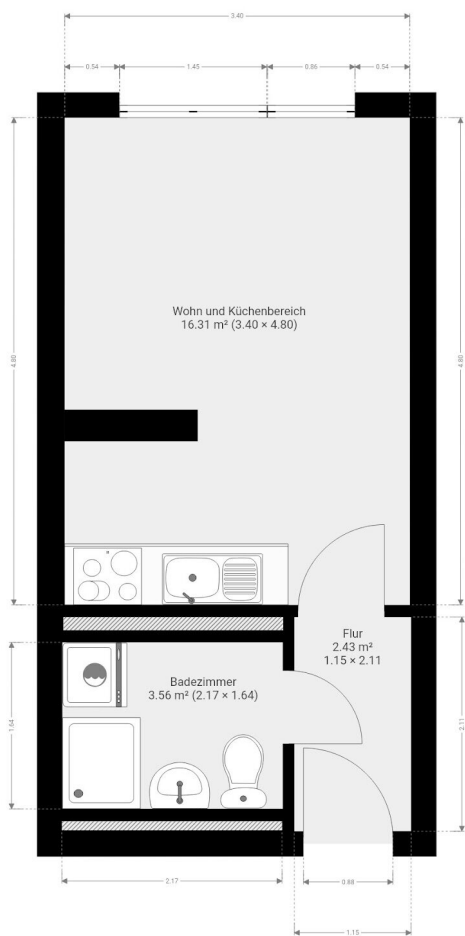 3.40
0.54
1.45
0.86
0.54
Wohn und Küchenbereich
16.31 m² (3.40 × 4.80)
4.80
4.80
Flur
2.43 m²
1.15 × 2.11
Badezimmer
3.56 m² (2.17 × 1.64)
1.64
2.11
2.17
0.88
1.15